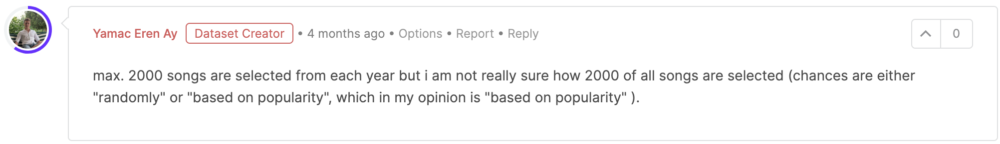 Yamac Eren Ay Dataset Creator • 4 months ago • Options • Report • Reply 0
max. 2000 songs are selected from each year but i am not really sure how 2000 of all songs are selected (chances are either
"randomly" or "based on popularity", which in my opinion is "based on popularity" ).